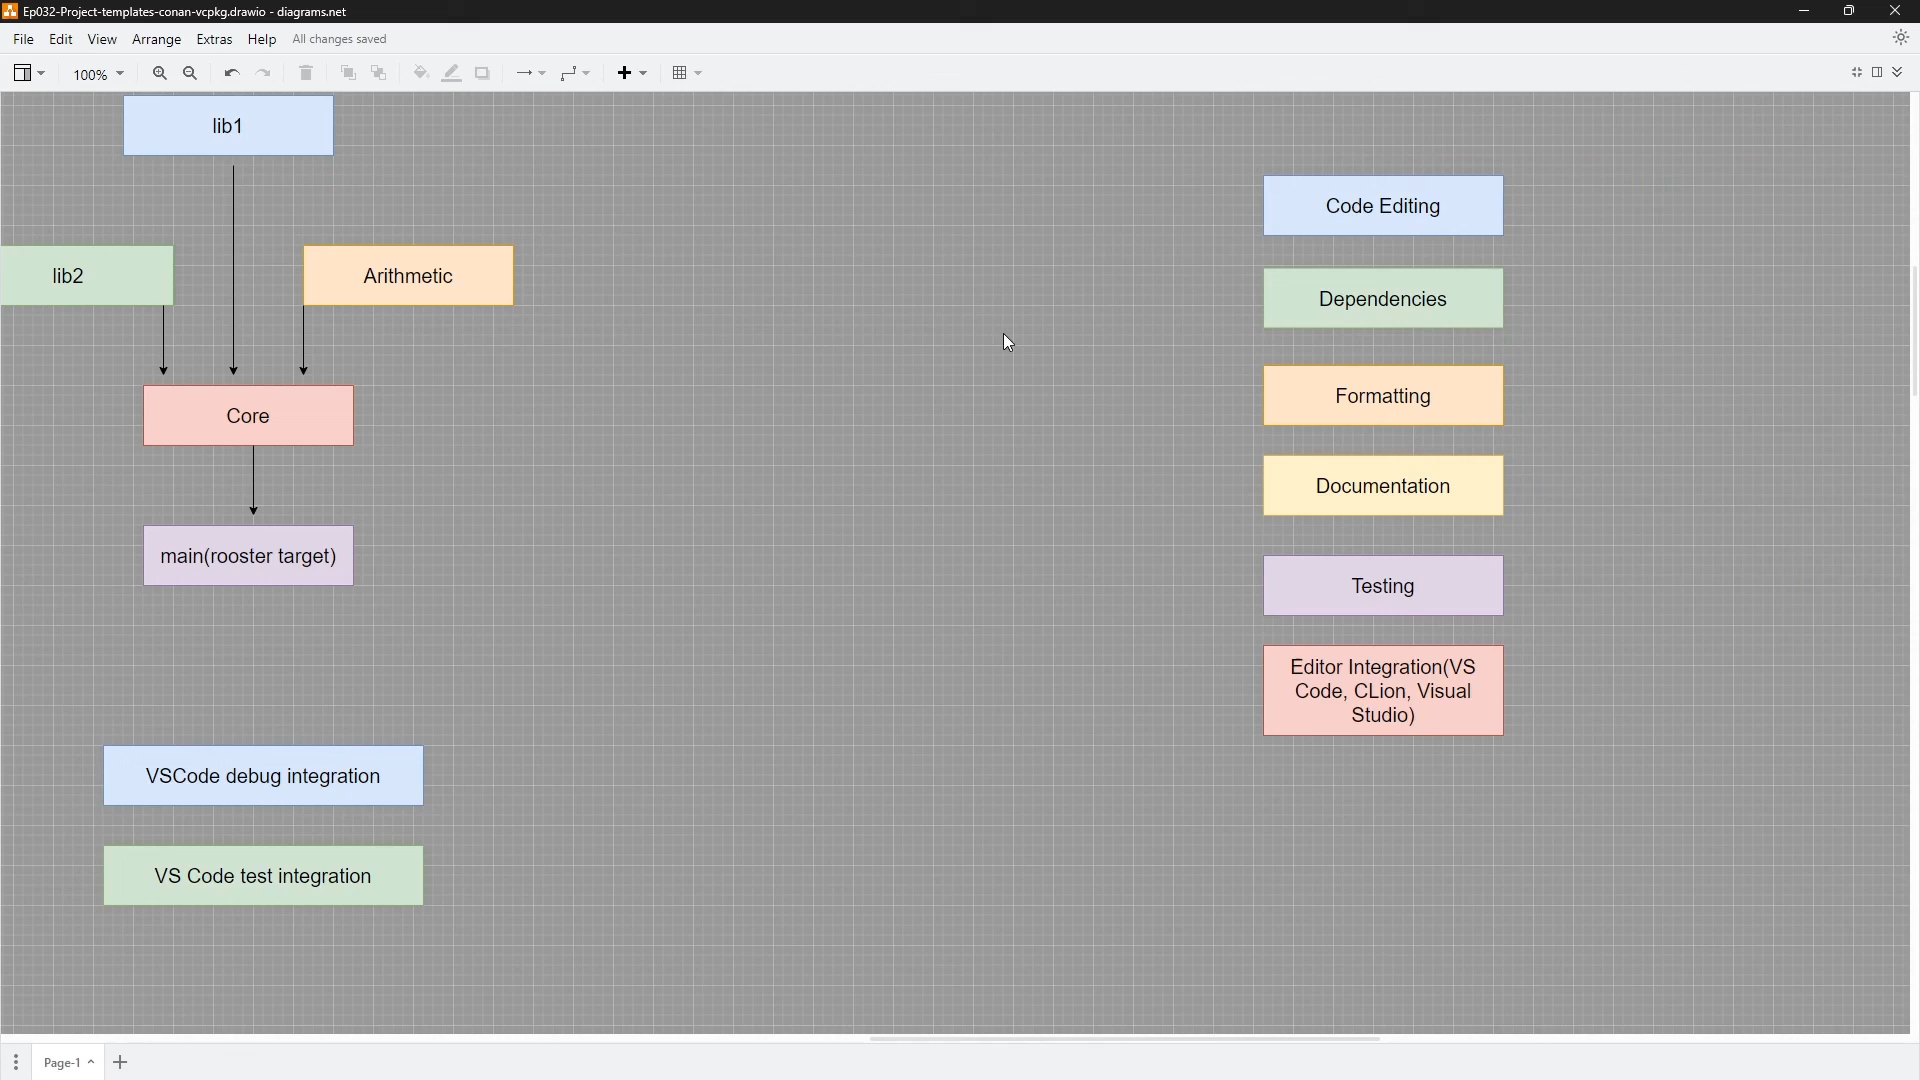 Ep032-Project-templates-conan-vcpkg.drawio - diagrams.net
File Edit View Arrange Extras Help All changes saved
100%
lib1
lib2
Arithmetic
Core
main(rooster target)
VSCode debug integration
VS Code test integration
Code Editing
Dependencies
Formatting
Documentation
Testing
Editor Integration(VS
Code, CLion, Visual
Studio)
Page-1